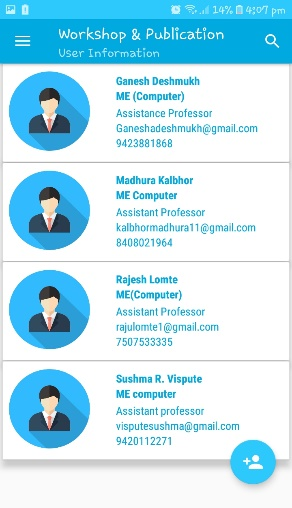 14% 4:07 pm
Workshop & Publication
User Information
Ganesh Deshmukh
ME (Computer)
Assistance Professor
Ganeshadeshmukh@gmail.com
9423881868
Madhura Kalbhor
ME Computer
Assistant Professor
kalbhormadhura11@gmail.com
8408021964
Rajesh Lomte
ME(Computer)
Assistant Professor
rajulomte1@gmail.com
7507533335
Sushma R. Vispute
ME computer
Assistant professor
visputesushma@gmail.com
9420112271